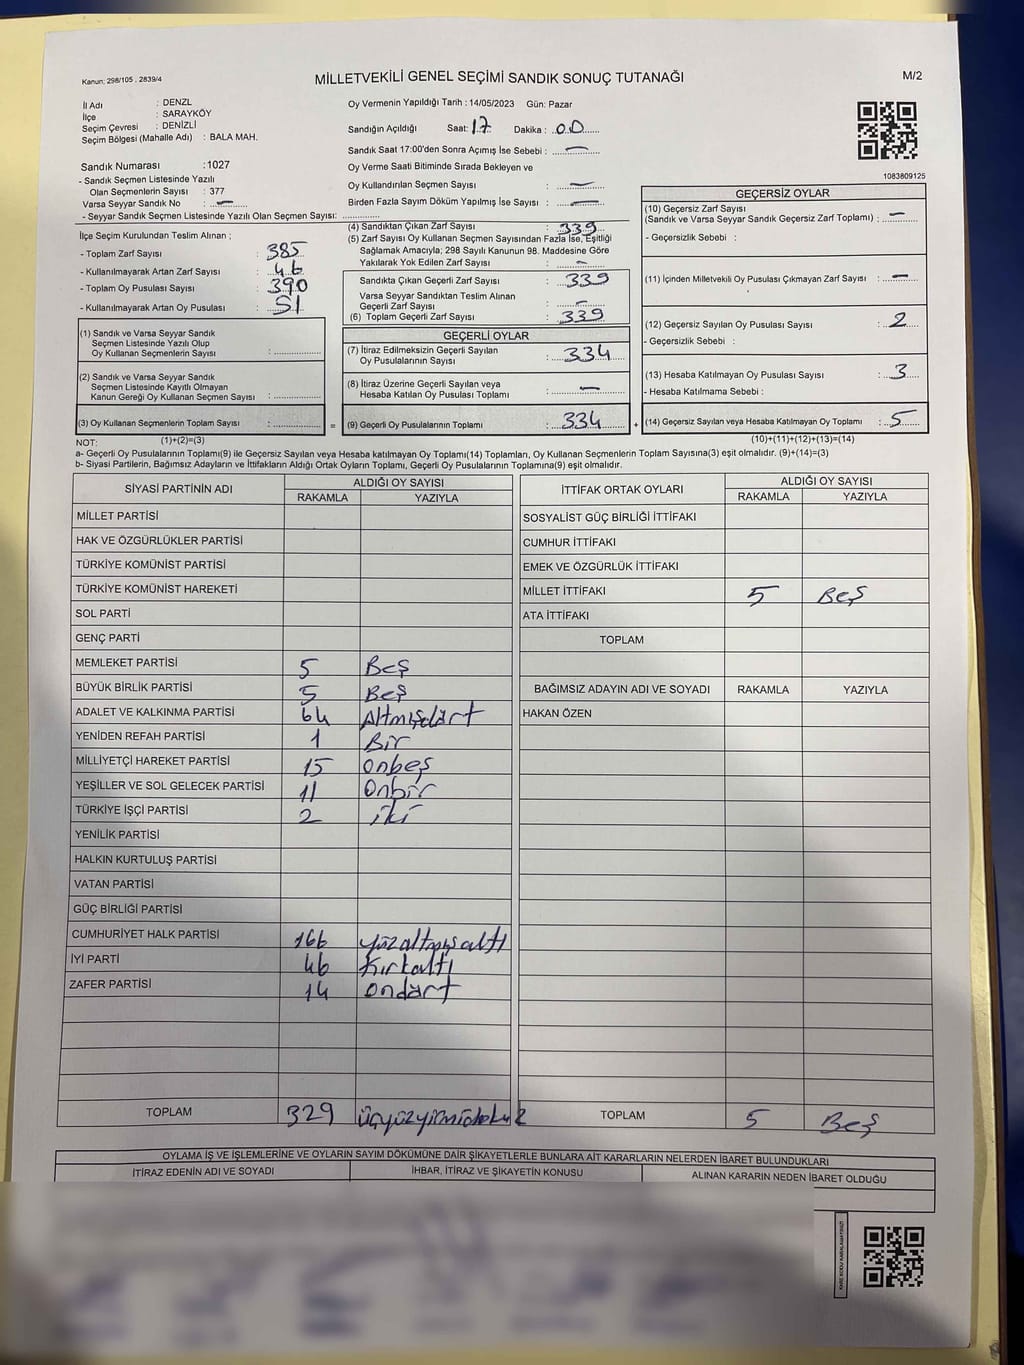 Kanun: 298/105 . 2839/4
MİLLETVEKİLİ GENEL SEÇİMİ SANDIK SONUÇ TUTANAĞI
M/2
İl Adı : DENZL
İlçe : SARAYKÖY
Seçim Çevresi : DENİZLİ
Seçim Bölgesi (Mahalle Adı) : BALA MAH.
Sandık Numarası :1027
- Sandık Seçmen Listesinde Yazılı
Olan Seçmenlerin Sayısı : 377
Varsa Seyyar Sandık No : —
- Seyyar Sandık Seçmen Listesinde Yazılı Olan Seçmen Sayısı:
Oy Vermenin Yapıldığı Tarih : 14/05/2023 Gün: Pazar
Sandığın Açıldığı Saat: 17 Dakika : 00
Sandık Saat 17:00'den Sonra Açımış İse Sebebi : —
Oy Verme Saati Bitiminde Sırada Bekleyen ve
Oy Kullandırılan Seçmen Sayısı : —
Birden Fazla Sayım Döküm Yapılmış İse Sayısı : —
1083809125
İlçe Seçim Kurulundan Teslim Alınan ;
- Toplam Zarf Sayısı : 385
- Kullanılmayarak Artan Zarf Sayısı : 46
- Toplam Oy Pusulası Sayısı : 390
- Kullanılmayarak Artan Oy Pusulası : 51
(1) Sandık ve Varsa Seyyar Sandık
Seçmen Listesinde Yazılı Olup
Oy Kullanan Seçmenlerin Sayısı :
(2) Sandık ve Varsa Seyyar Sandık
Seçmen Listesinde Kayıtlı Olmayan
Kanun Gereği Oy Kullanan Seçmen Sayısı :
(3) Oy Kullanan Seçmenlerin Toplam Sayısı :
(4) Sandıktan Çıkan Zarf Sayısı : 339
(5) Zarf Sayısı Oy Kullanan Seçmen Sayısından Fazla İse, Eşitliği
Sağlamak Amacıyla; 298 Sayılı Kanunun 98. Maddesine Göre
Yakılarak Yok Edilen Zarf Sayısı : —
Sandıkta Çıkan Geçerli Zarf Sayısı : 339
Varsa Seyyar Sandıktan Teslim Alınan
Geçerli Zarf Sayısı : —
(6) Toplam Geçerli Zarf Sayısı : 339
GEÇERLİ OYLAR
(7) İtiraz Edilmeksizin Geçerli Sayılan
Oy Pusulalarının Sayısı : 334
(8) İtiraz Üzerine Geçerli Sayılan veya
Hesaba Katılan Oy Pusulası Toplamı : —
= (9) Geçerli Oy Pusulalarının Toplamı : 334
GEÇERSİZ OYLAR
(10) Geçersiz Zarf Sayısı
(Sandık ve Varsa Seyyar Sandık Geçersiz Zarf Toplamı) : —
- Geçersizlik Sebebi :
(11) İçinden Milletvekili Oy Pusulası Çıkmayan Zarf Sayısı : —
(12) Geçersiz Sayılan Oy Pusulası Sayısı : 2
- Geçersizlik Sebebi :
(13) Hesaba Katılmayan Oy Pusulası Sayısı : 3
- Hesaba Katılmama Sebebi :
+ (14) Geçersiz Sayılan veya Hesaba Katılmayan Oy Toplamı : 5
NOT: (1)+(2)=(3) (10)+(11)+(12)+(13)=(14)
a- Geçerli Oy Pusulalarının Toplamı(9) ile Geçersiz Sayılan veya Hesaba katılmayan Oy Toplamı(14) Toplamları, Oy Kullanan Seçmenlerin Toplam Sayısına(3) eşit olmalıdır. (9)+(14)=(3)
b- Siyasi Partilerin, Bağımsız Adayların ve İttifakların Aldığı Ortak Oyların Toplamı, Geçerli Oy Pusulalarının Toplamına(9) eşit olmalıdır.
SİYASİ PARTİNİN ADI ALDIĞI OY SAYISI
RAKAMLA YAZIYLA
MİLLET PARTİSİ
HAK VE ÖZGÜRLÜKLER PARTİSİ
TÜRKİYE KOMÜNİST PARTİSİ
TÜRKİYE KOMÜNİST HAREKETİ
SOL PARTİ
GENÇ PARTİ
MEMLEKET PARTİSİ 5 Beş
BÜYÜK BİRLİK PARTİSİ 5 Beş
ADALET VE KALKINMA PARTİSİ 64 Altmışdört
YENİDEN REFAH PARTİSİ 1 Bir
MİLLİYETÇİ HAREKET PARTİSİ 15 Onbeş
YEŞİLLER VE SOL GELECEK PARTİSİ 11 Onbir
TÜRKİYE İŞÇİ PARTİSİ 2 iki
YENİLİK PARTİSİ
HALKIN KURTULUŞ PARTİSİ
VATAN PARTİSİ
GÜÇ BİRLİĞİ PARTİSİ
CUMHURİYET HALK PARTİSİ 166 yüzaltmışaltı
İYİ PARTİ 46 Kırkaltı
ZAFER PARTİSİ 14 Ondört
TOPLAM 329 üçyüzyirmidokuz
İTTİFAK ORTAK OYLARI ALDIĞI OY SAYISI
RAKAMLA YAZIYLA
SOSYALİST GÜÇ BİRLİĞİ İTTİFAKI
CUMHUR İTTİFAKI
EMEK VE ÖZGÜRLÜK İTTİFAKI
MİLLET İTTİFAKI 5 Beş
ATA İTTİFAKI
TOPLAM
BAĞIMSIZ ADAYIN ADI VE SOYADI RAKAMLA YAZIYLA
HAKAN ÖZEN
TOPLAM 5 Beş
OYLAMA İŞ VE İŞLEMLERİNE VE OYLARIN SAYIM DÖKÜMÜNE DAİR ŞİKAYETLERLE BUNLARA AİT KARARLARIN NELERDEN İBARET BULUNDUKLARI
İTİRAZ EDENİN ADI VE SOYADI İHBAR, İTİRAZ VE ŞİKAYETİN KONUSU ALINAN KARARIN NEDEN İBARET OLDUĞU